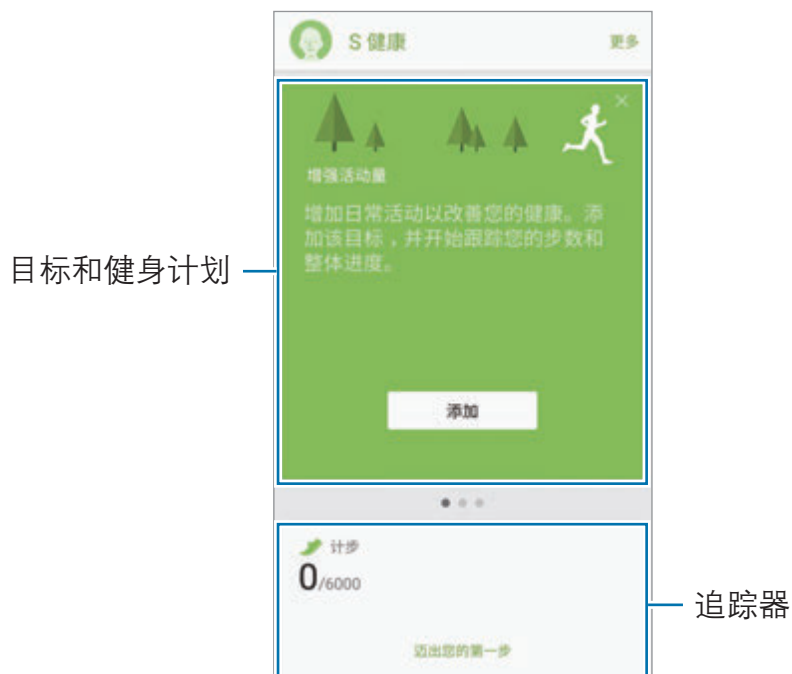 S 健康
更多
增强活动量
增加日常活动以改善您的健康。添
加该目标，并开始跟踪您的步数和
整体进度。
目标和健身计划
添加
计步
0/6000
追踪器
迈出您的第一步